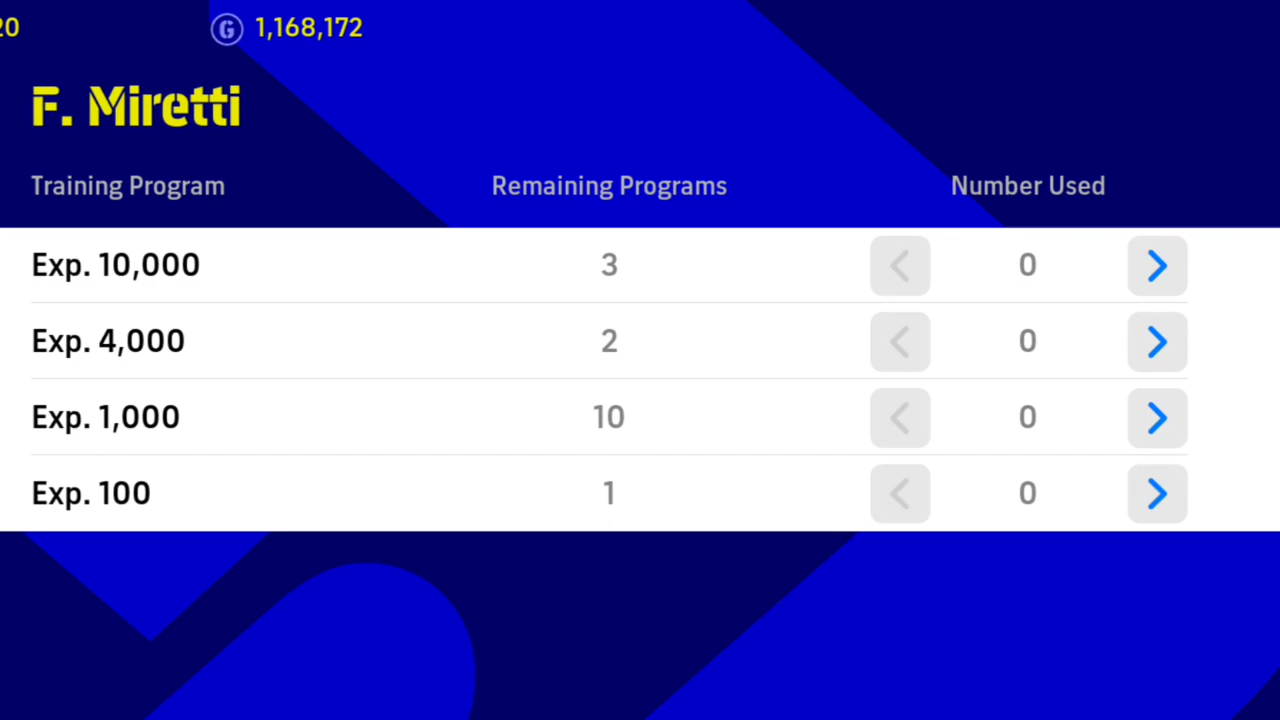 20 G 1,168,172
F. Miretti
Training Program Remaining Programs Number Used
Exp. 10,000 3 0
Exp. 4,000 2 0
Exp. 1,000 10 0
Exp. 100 1 0